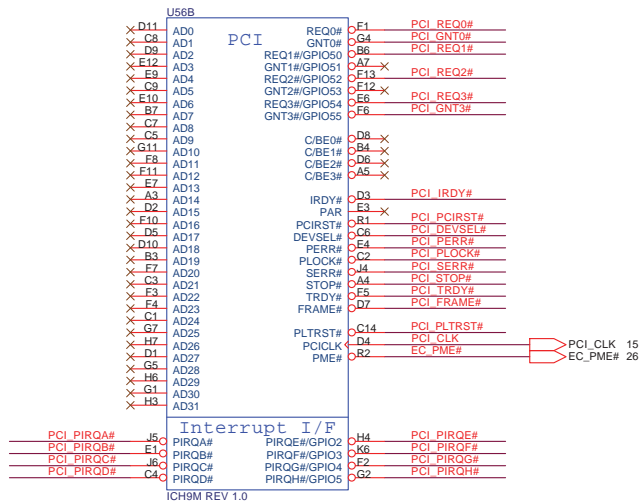 U56B
PCI
D11 AD0 REQ0# F1 PCI_REQ0#
C8 AD1 GNT0# G4 PCI_GNT0#
D9 AD2 REQ1#/GPIO50 B6 PCI_REQ1#
E12 AD3 GNT1#/GPIO51 A7
E9 AD4 REQ2#/GPIO52 F13 PCI_REQ2#
C9 AD5 GNT2#/GPIO53 F12
E10 AD6 REQ3#/GPIO54 E6 PCI_REQ3#
B7 AD7 GNT3#/GPIO55 F6 PCI_GNT3#
C7 AD8
C5 AD9 C/BE0# D8
G11 AD10 C/BE1# B4
F8 AD11 C/BE2# D6
F11 AD12 C/BE3# A5
E7 AD13
A3 AD14 IRDY# D3 PCI_IRDY#
D2 AD15 PAR E3
F10 AD16 PCIRST# R1 PCI_PCIRST#
D5 AD17 DEVSEL# C6 PCI_DEVSEL#
D10 AD18 PERR# E4 PCI_PERR#
B3 AD19 PLOCK# C2 PCI_PLOCK#
F7 AD20 SERR# J4 PCI_SERR#
C3 AD21 STOP# A4 PCI_STOP#
F3 AD22 TRDY# F5 PCI_TRDY#
F4 AD23 FRAME# D7 PCI_FRAME#
C1 AD24
G7 AD25 PLTRST# C14 PCI_PLTRST#
H7 AD26 PCICLK D4 PCI_CLK PCI_CLK 15
D1 AD27 PME# R2 EC_PME# EC_PME# 26
G5 AD28
H6 AD29
G1 AD30
H3 AD31
Interrupt I/F
PCI_PIRQA# J5 PIRQA# PIRQE#/GPIO2 H4 PCI_PIRQE#
PCI_PIRQB# E1 PIRQB# PIRQF#/GPIO3 K6 PCI_PIRQF#
PCI_PIRQC# J6 PIRQC# PIRQG#/GPIO4 F2 PCI_PIRQG#
PCI_PIRQD# C4 PIRQD# PIRQH#/GPIO5 G2 PCI_PIRQH#
ICH9M REV 1.0